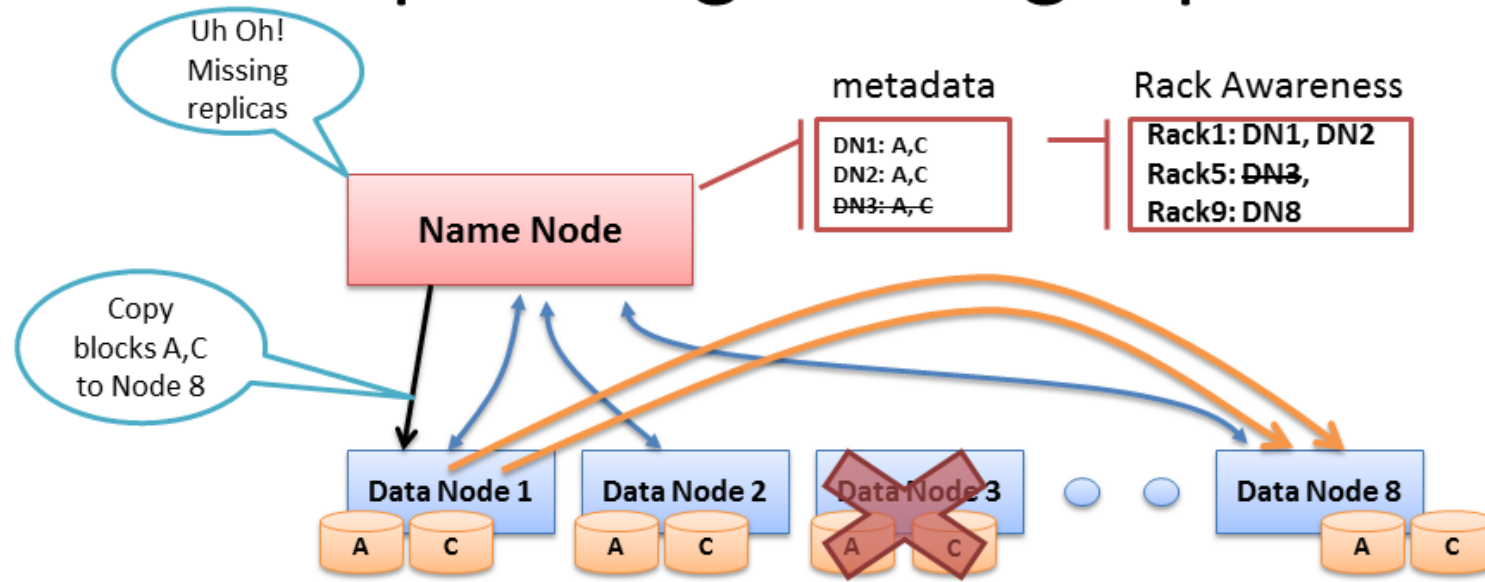 Uh Oh!
Missing
replicas
metadata
Rack Awareness
DN1: A,C
DN2: A,C
DN3: A, C
Rack1: DN1, DN2
Rack5: DN3,
Rack9: DN8
Name Node
Copy
blocks A,C
to Node 8
Data Node 1
Data Node 2
Data Node 3
Data Node 8
A
C
A
C
A
C
A
C